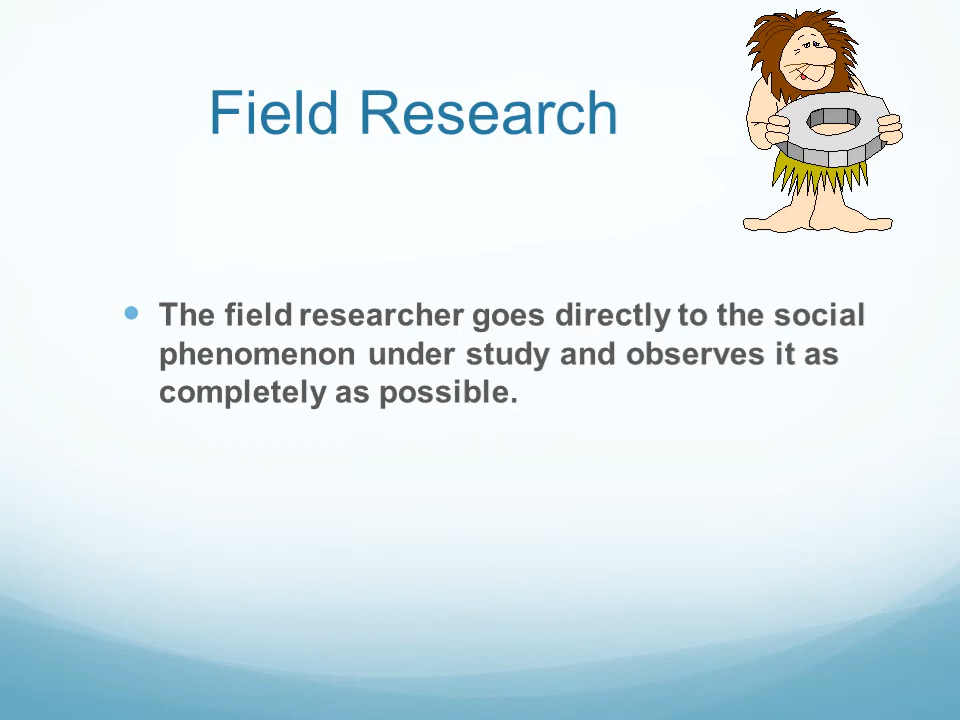 Field Research
The field researcher goes directly to the social
phenomenon under study and observes it as
completely as possible.